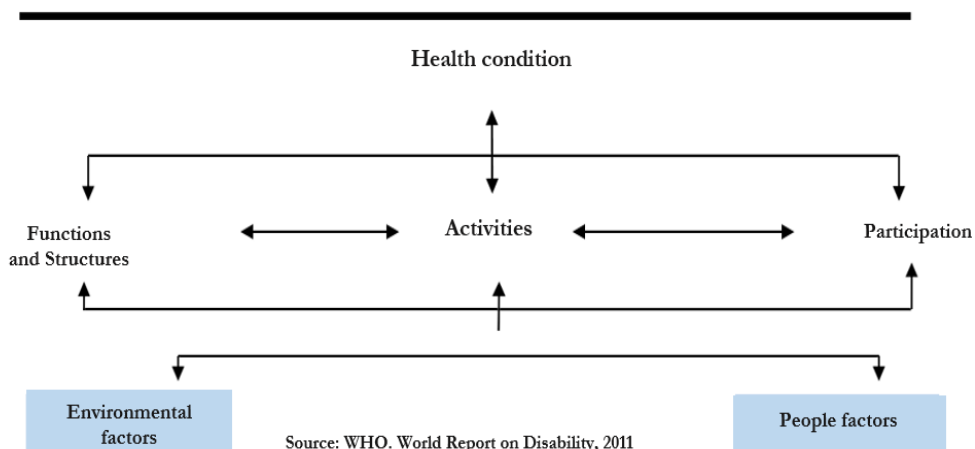 Health condition
Functions
and Structures
Activities
Participation
Environmental
factors
People factors
Source: WHO. World Report on Disability, 2011